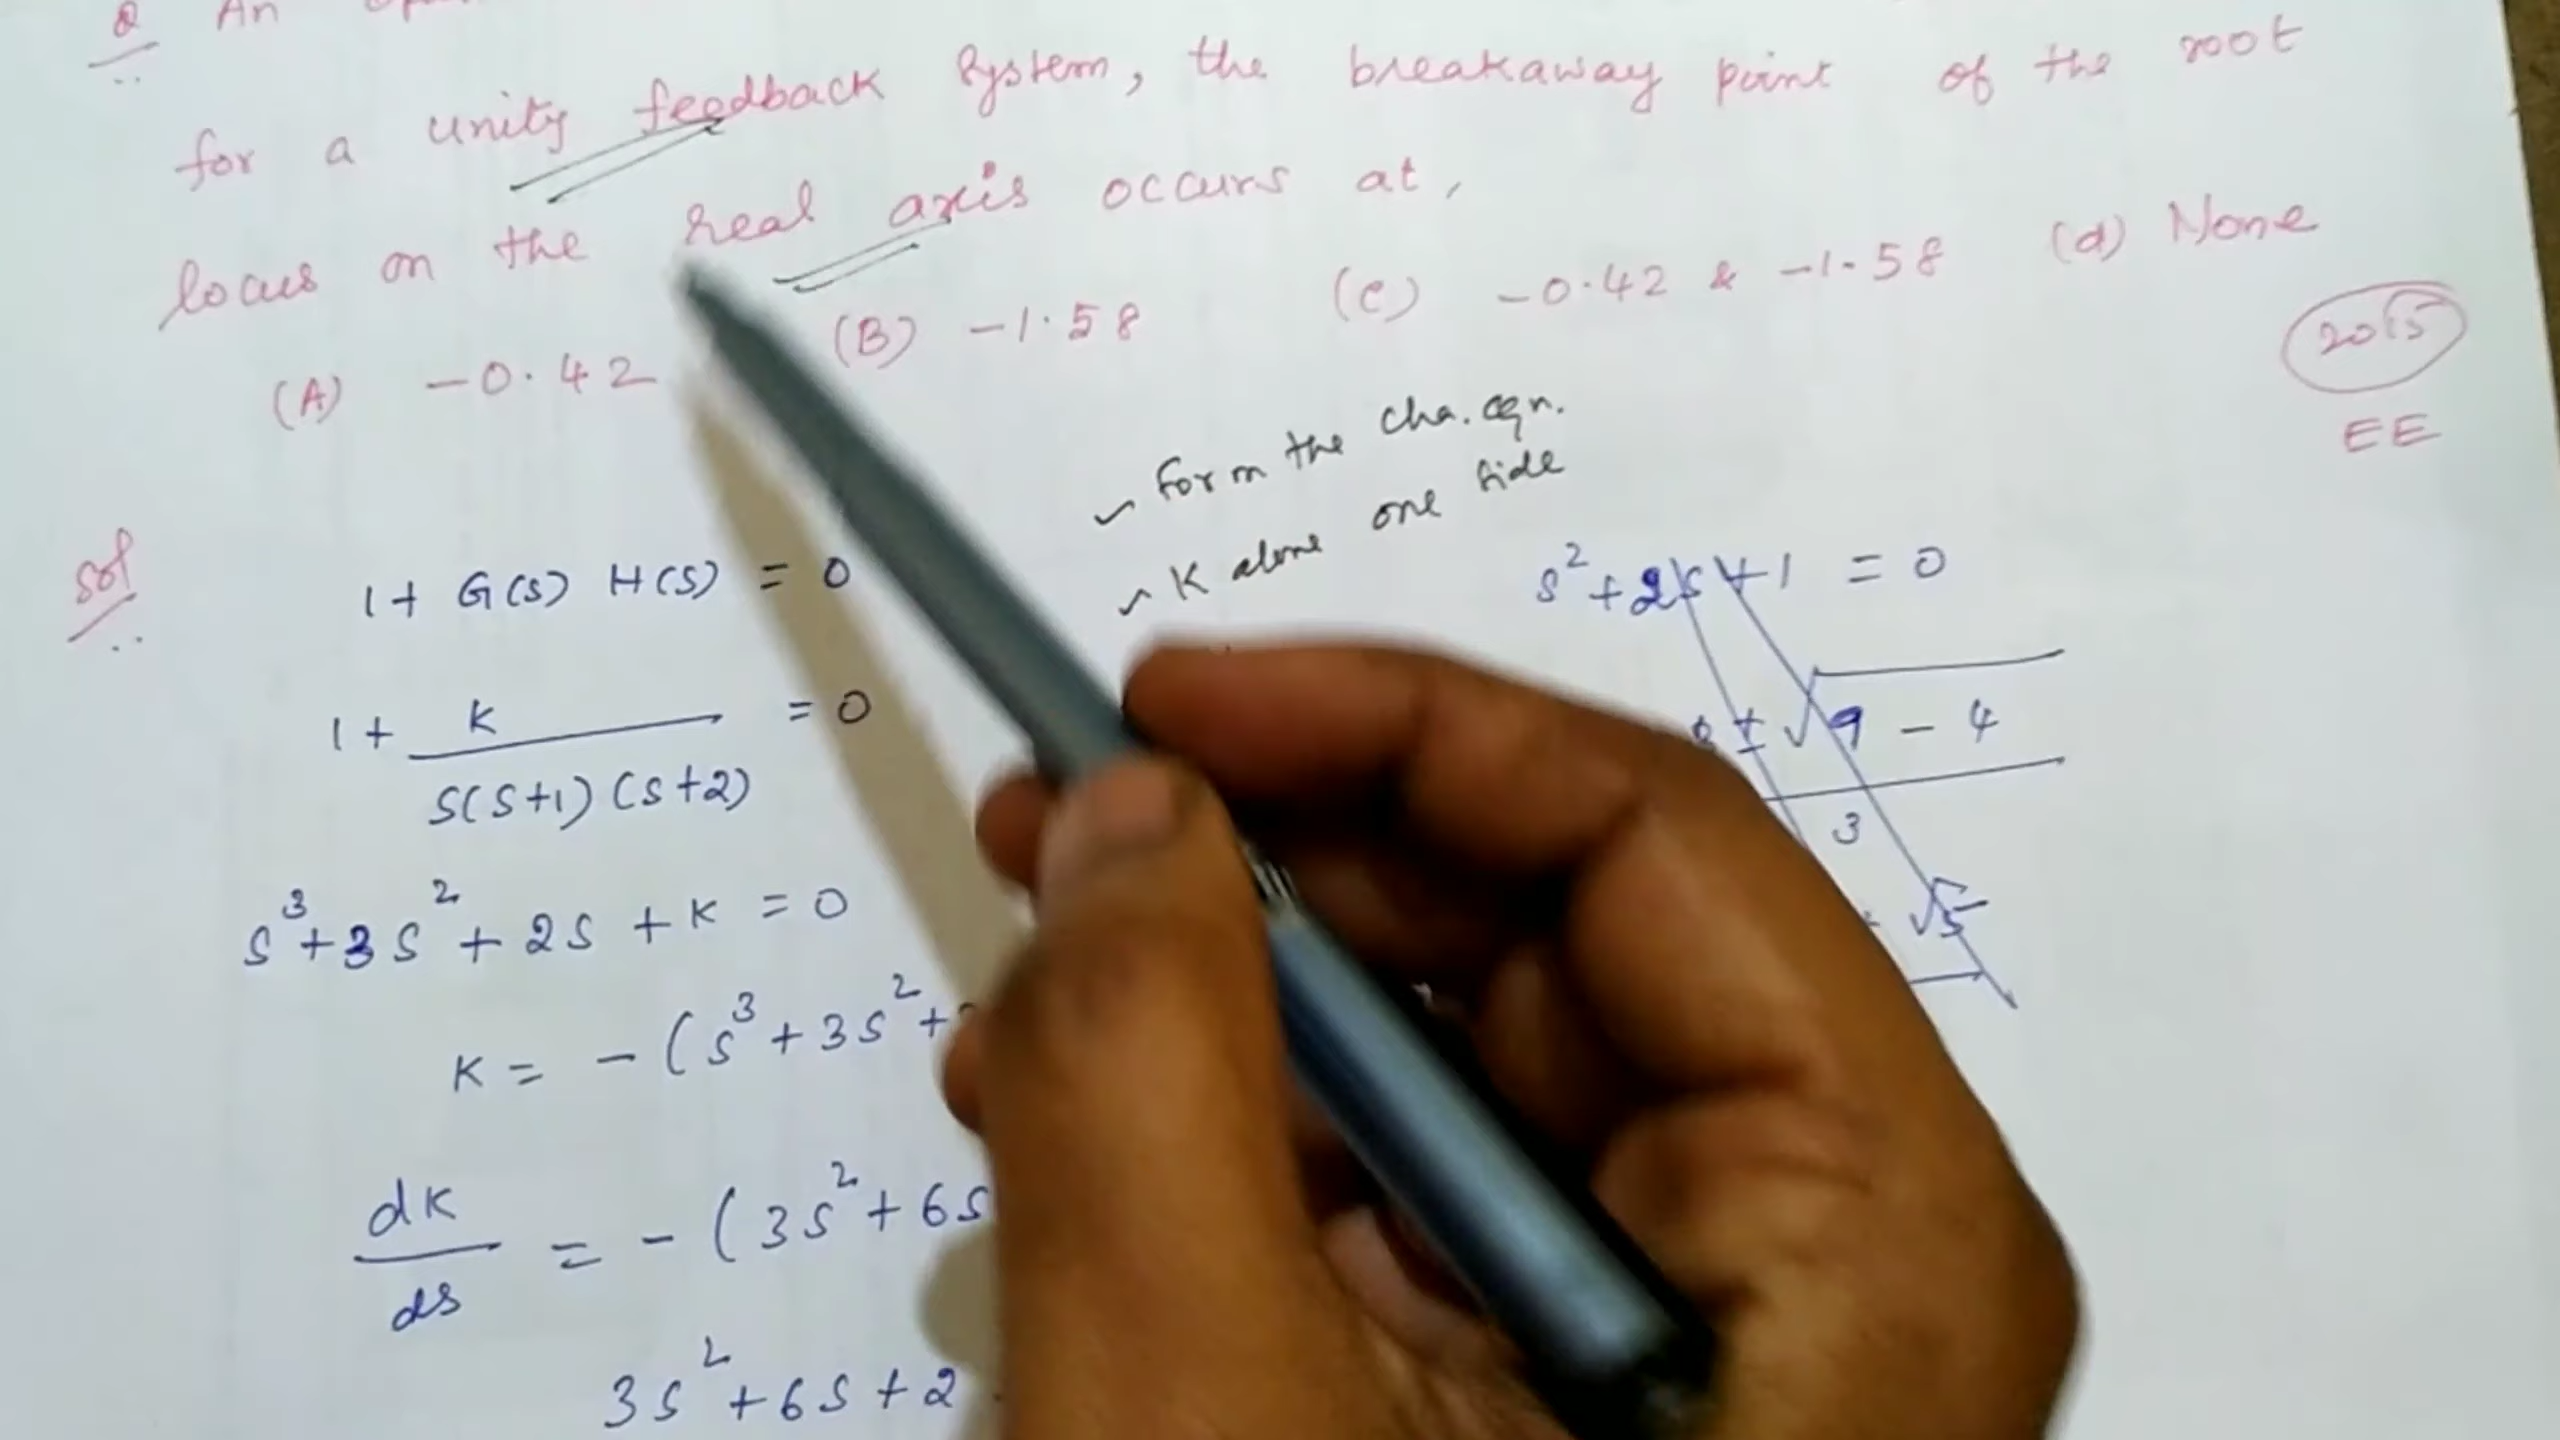 Q An
for a unity feedback system, the breakaway point of the root
locus on the real axis occurs at,
(A) -0.42 (B) -1.58 (C) -0.42 & -1.58 (d) None
2015
EE
✓ Form the cha. eqn.
✓ K alone one side
Sol
1 + G(S) H(S) = 0
1 + K / S(S+1) (S+2) = 0
S³ + 3S² + 2S + K = 0
K = - (S³ + 3S² +
dK / ds = - (3S² + 6S
3S² + 6S + 2
S² + 2S + 1 = 0
± √9 - 4
3
√5